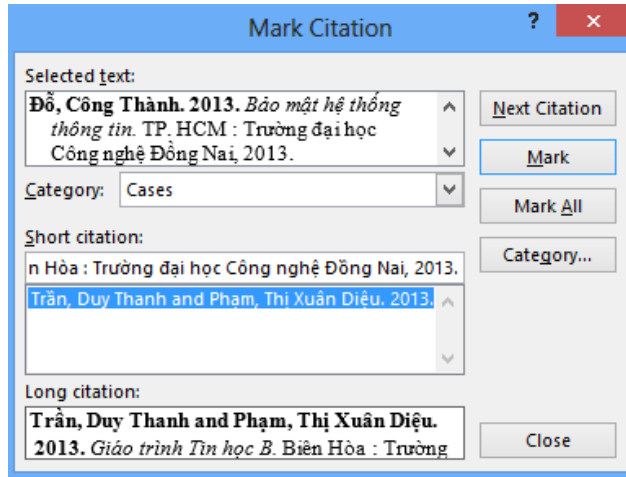 Mark Citation
?
×
Selected text:
Đỗ, Công Thành. 2013. Bảo mật hệ thống
thông tin. TP. HCM : Trường đại học
Công nghệ Đồng Nai, 2013.
Next Citation
Mark
Category: Cases
Mark All
Short citation:
n Hòa : Trường đại học Công nghệ Đồng Nai, 2013.
Category...
Trần, Duy Thanh and Phạm, Thị Xuân Diệu. 2013.
Long citation:
Trần, Duy Thanh and Phạm, Thị Xuân Diệu.
2013. Giáo trình Tin học B. Biên Hòa : Trường
Close